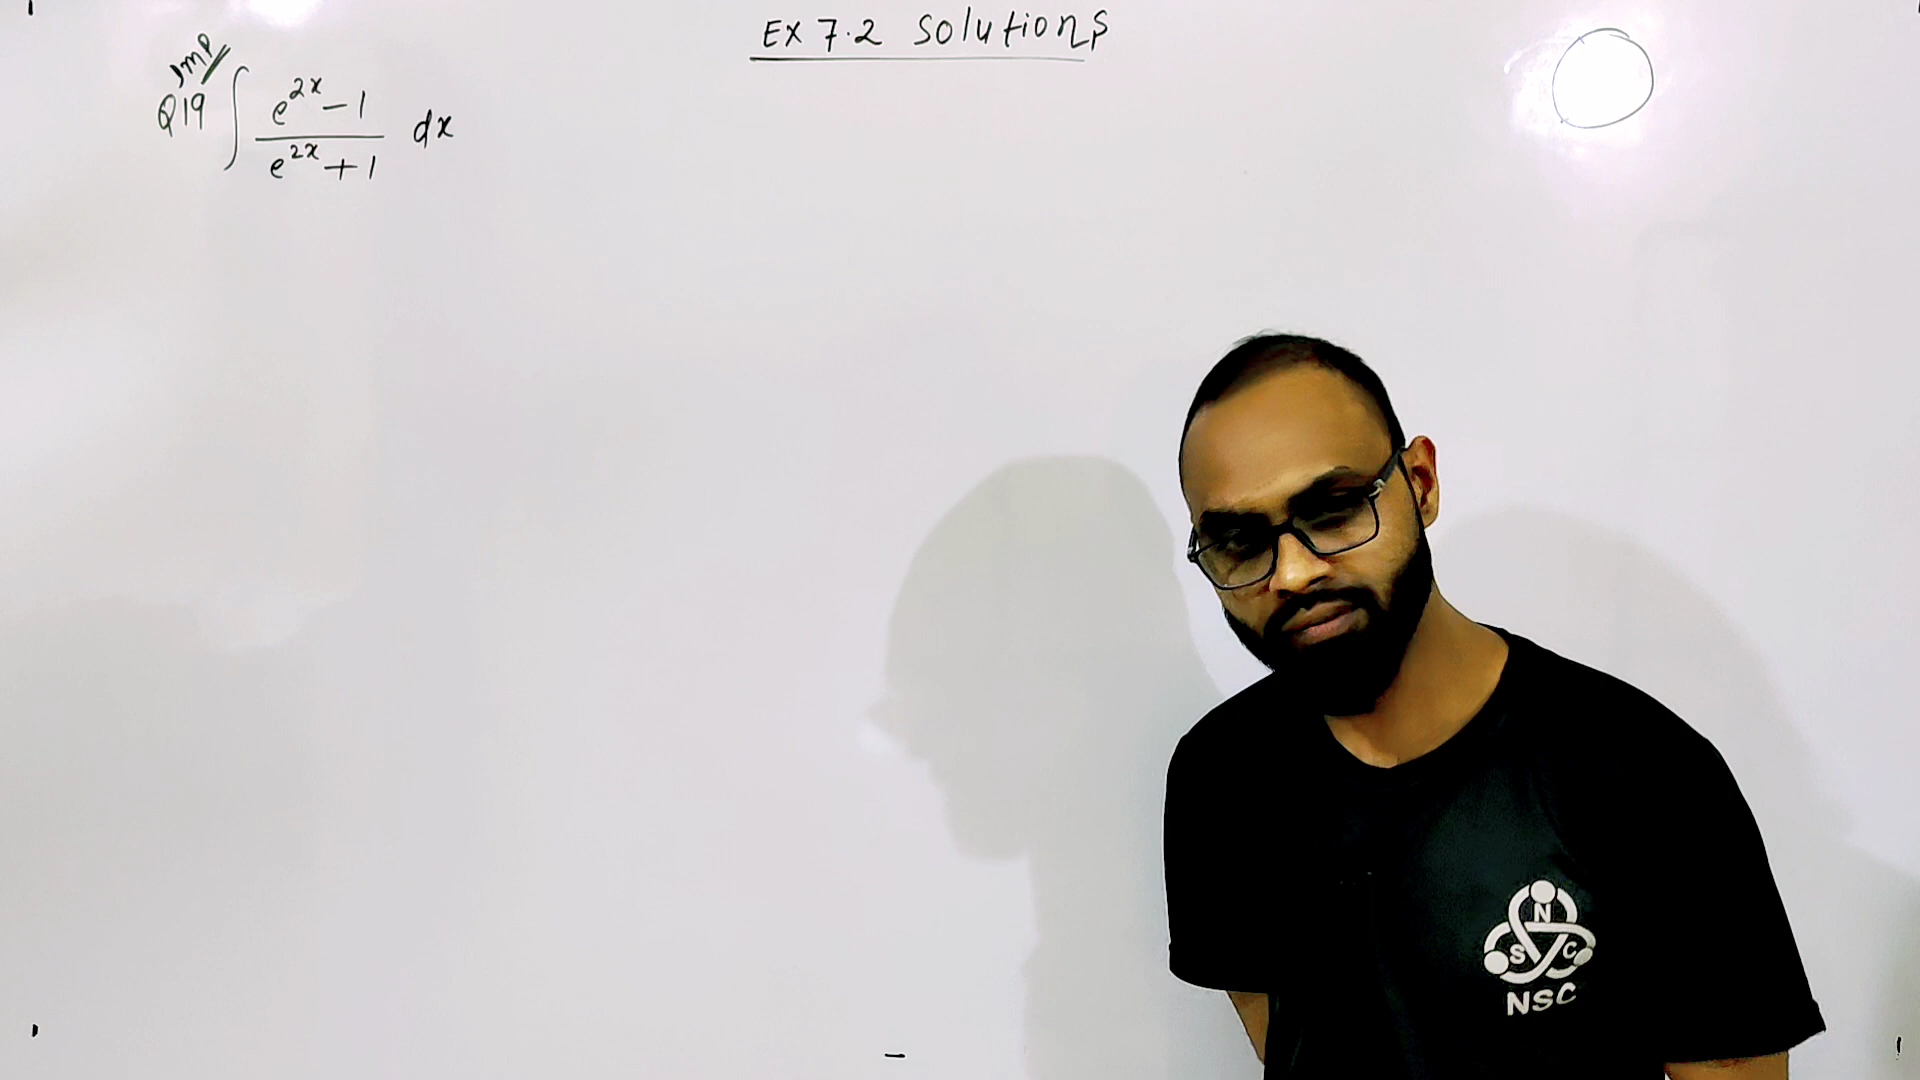 EX 7.2 Solutions
Imp
Q19 ∫ (e^{2x} - 1)/(e^{2x} + 1) dx
N
S C
NSC